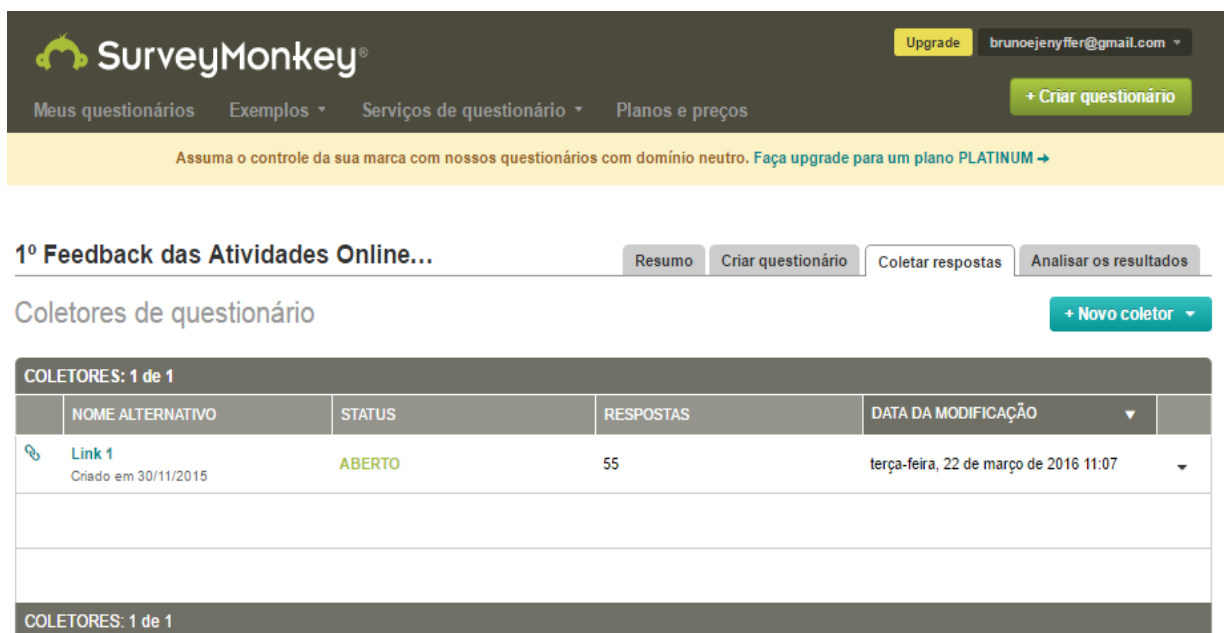 SurveyMonkey®
Upgrade
brunoejenyffer@gmail.com
Meus questionários Exemplos Serviços de questionário Planos e preços
+ Criar questionário
Assuma o controle da sua marca com nossos questionários com domínio neutro. Faça upgrade para um plano PLATINUM →
1º Feedback das Atividades Online...
Resumo Criar questionário Coletar respostas Analisar os resultados
Coletores de questionário
+ Novo coletor
COLETORES: 1 de 1
NOME ALTERNATIVO STATUS RESPOSTAS DATA DA MODIFICAÇÃO
Link 1 ABERTO 55 terça-feira, 22 de março de 2016 11:07
Criado em 30/11/2015
COLETORES: 1 de 1